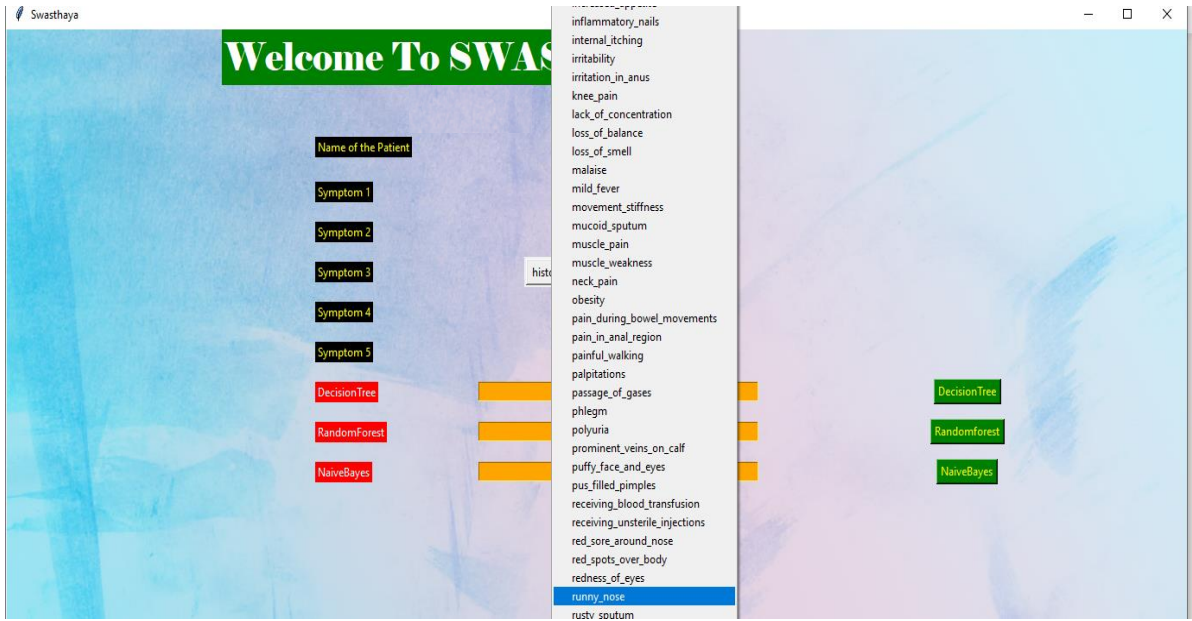 Swasthaya
Welcome To SWAS
Name of the Patient
Symptom 1
Symptom 2
Symptom 3
Symptom 4
Symptom 5
DecisionTree
RandomForest
NaiveBayes
histo
inflammatory_nails
internal_itching
irritability
irritation_in_anus
knee_pain
lack_of_concentration
loss_of_balance
loss_of_smell
malaise
mild_fever
movement_stiffness
mucoid_sputum
muscle_pain
muscle_weakness
neck_pain
obesity
pain_during_bowel_movements
pain_in_anal_region
painful_walking
palpitations
passage_of_gases
phlegm
polyuria
prominent_veins_on_calf
puffy_face_and_eyes
pus_filled_pimples
receiving_blood_transfusion
receiving_unsterile_injections
red_sore_around_nose
red_spots_over_body
redness_of_eyes
runny_nose
rusty_sputum
DecisionTree
Randomforest
NaiveBayes